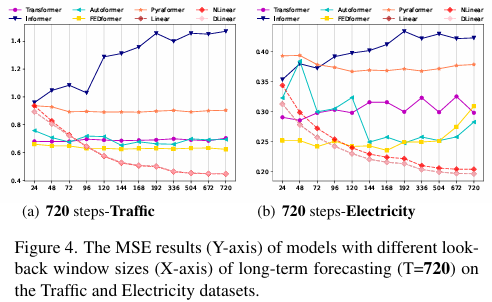 Transformer Autoformer Pyraformer NLinear
Informer FEDformer Linear DLinear
1.4
1.2
1.0
0.8
0.6
0.4
24 48 72 96 120 144 168 192 336 504 672 720
Transformer Autoformer Pyraformer NLinear
Informer FEDformer Linear DLinear
0.40
0.35
0.30
0.25
0.20
24 48 72 96 120 144 168 192 336 504 672 720
(a) 720 steps-Traffic
(b) 720 steps-Electricity
Figure 4. The MSE results (Y-axis) of models with different look-
back window sizes (X-axis) of long-term forecasting (T=720) on
the Traffic and Electricity datasets.